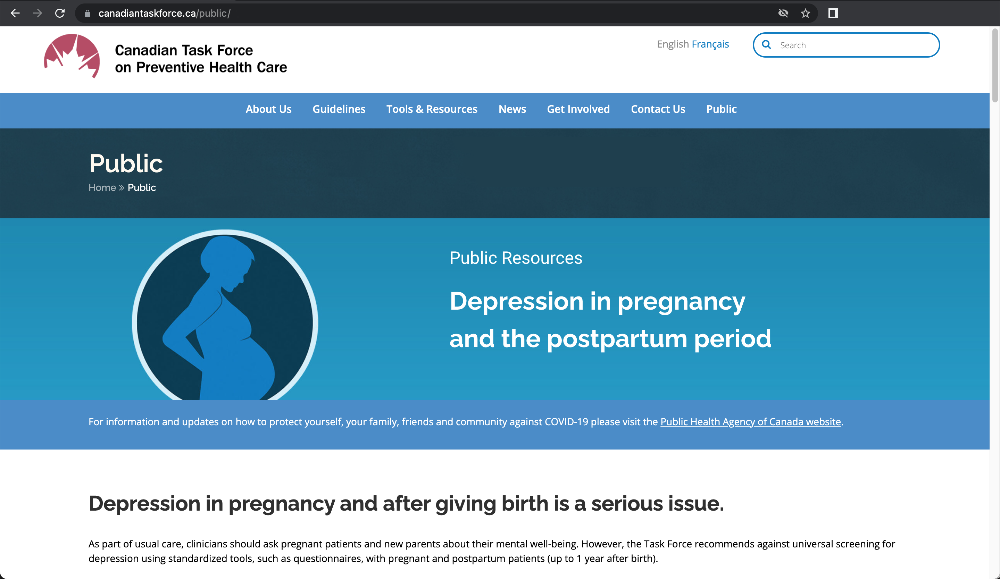 canadiantaskforce.ca/public/
Canadian Task Force
on Preventive Health Care
English Français
Search
About Us Guidelines Tools & Resources News Get Involved Contact Us Public
Public
Home » Public
Public Resources
Depression in pregnancy
and the postpartum period
For information and updates on how to protect yourself, your family, friends and community against COVID-19 please visit the Public Health Agency of Canada website.
Depression in pregnancy and after giving birth is a serious issue.
As part of usual care, clinicians should ask pregnant patients and new parents about their mental well-being. However, the Task Force recommends against universal screening for
depression using standardized tools, such as questionnaires, with pregnant and postpartum patients (up to 1 year after birth).